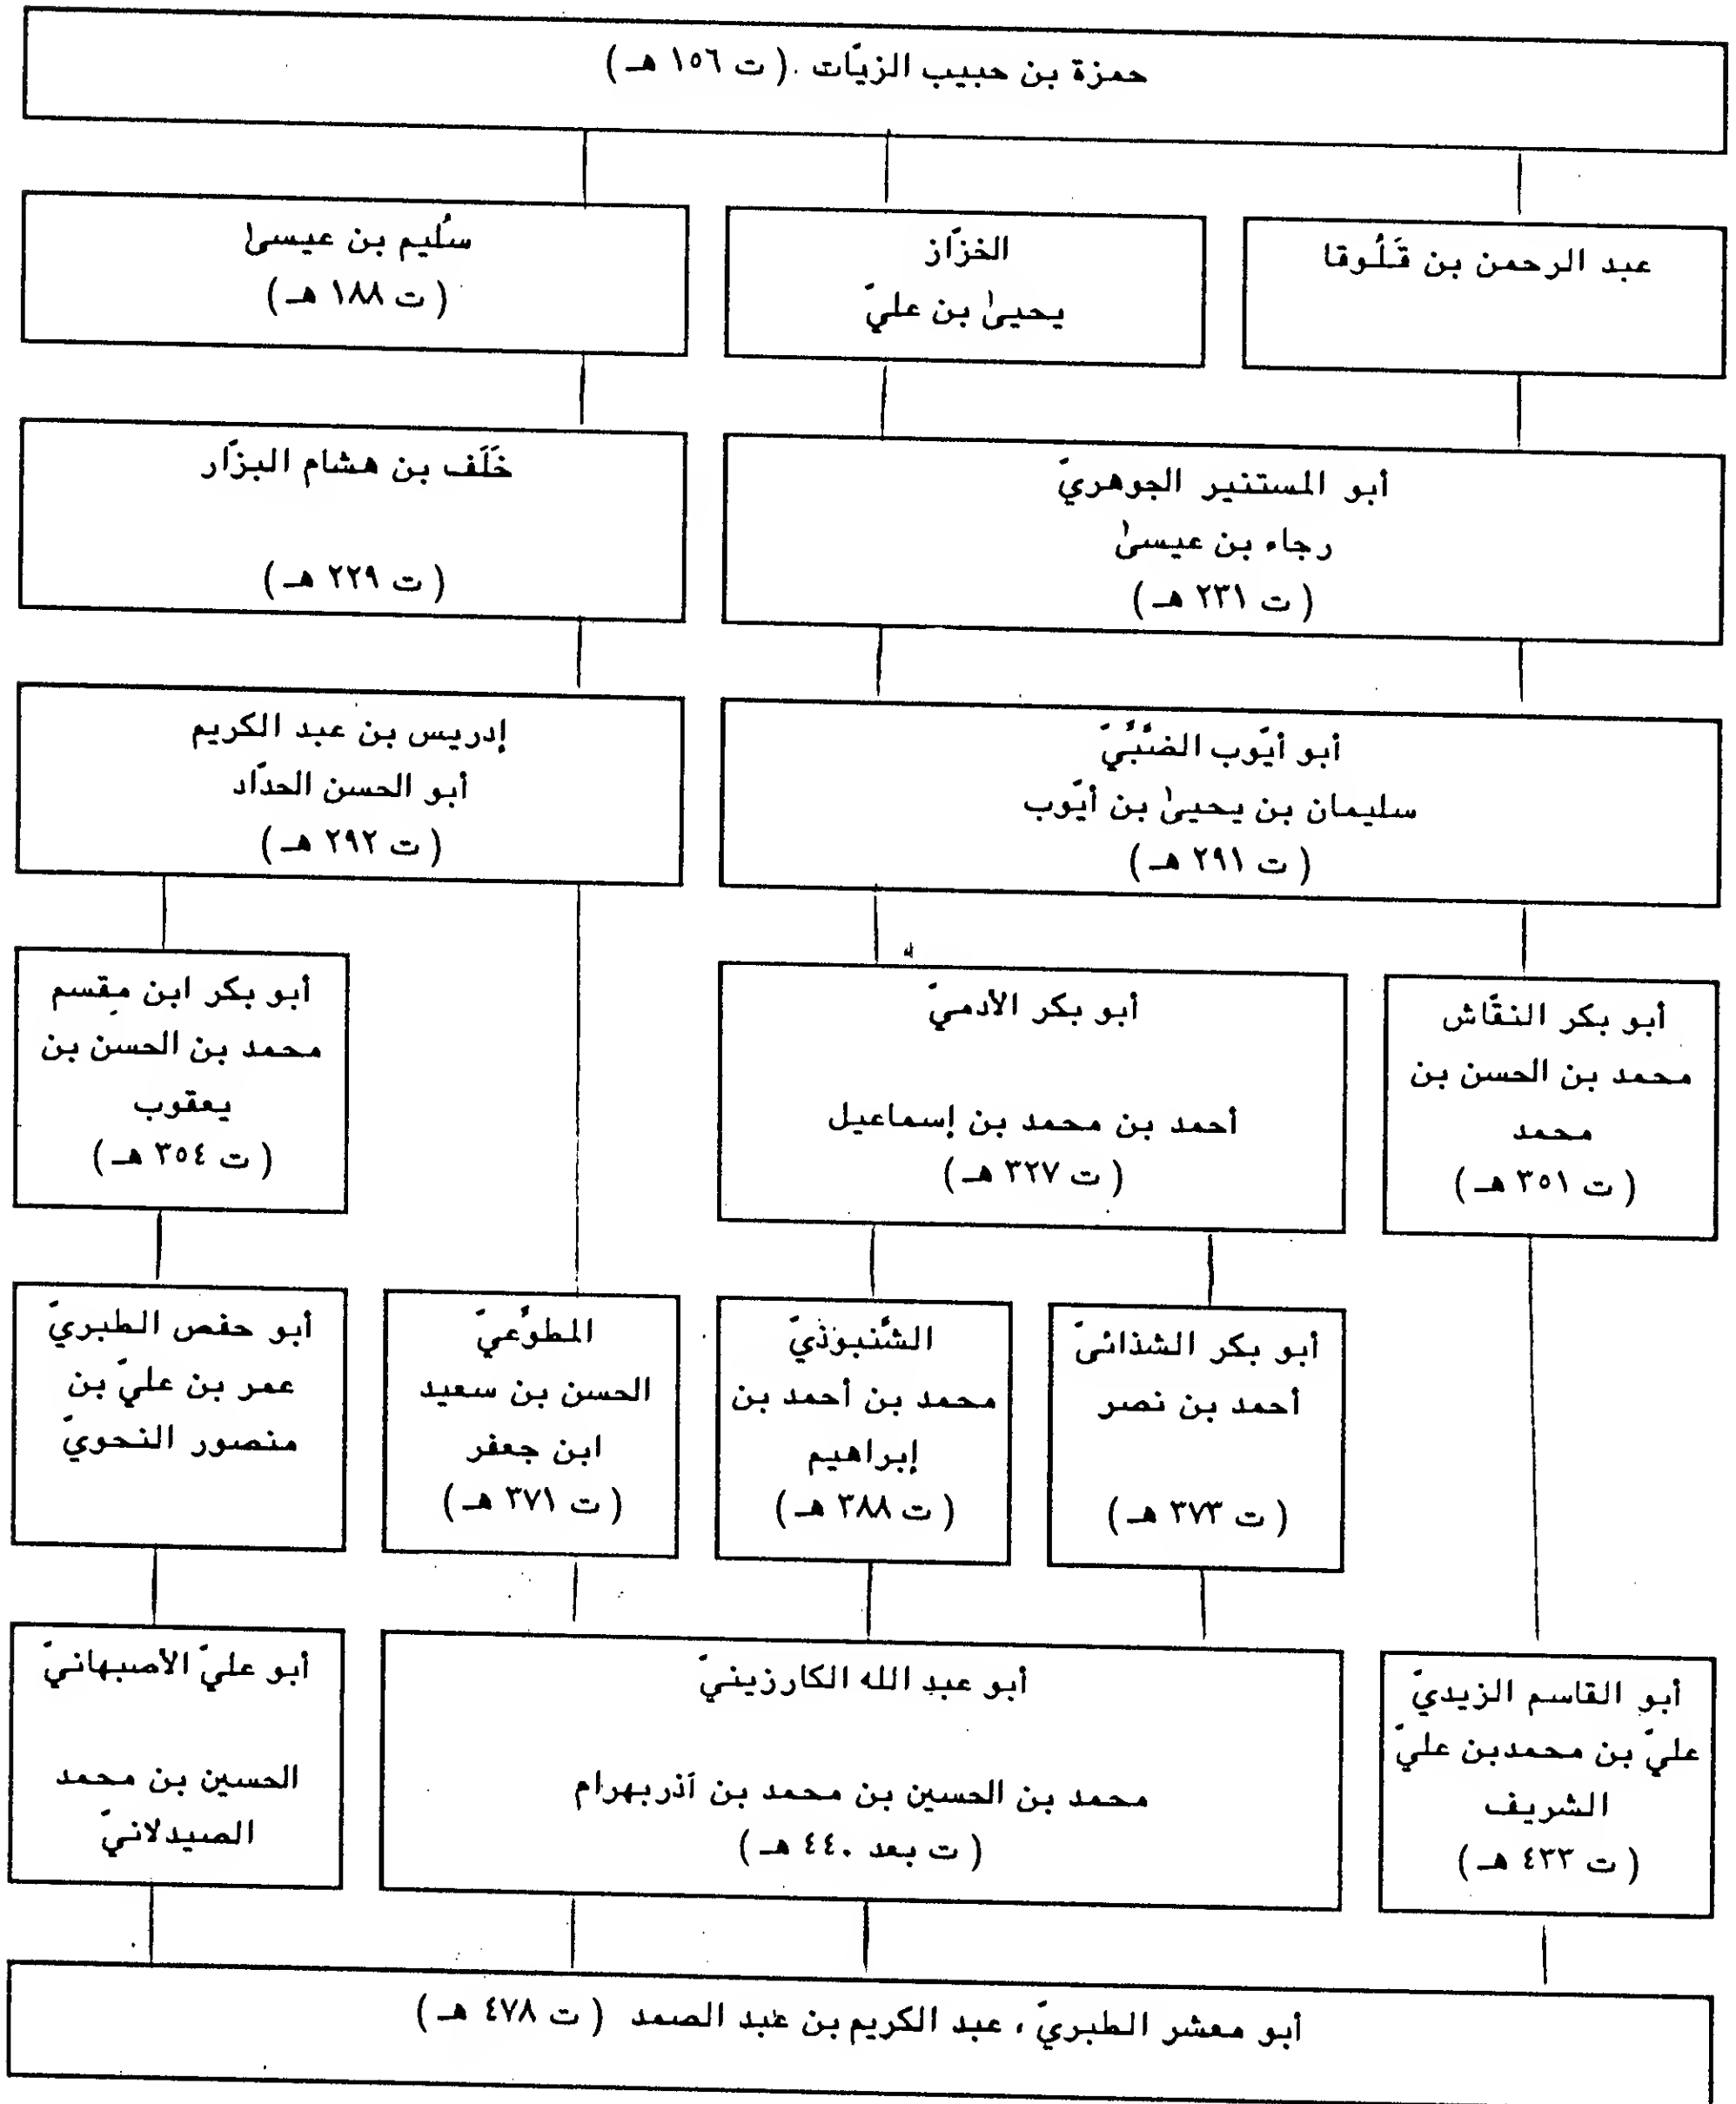 حمزة بن حبيب الزيّات ( ت ١٥٦ هـ )
عبد الرحمن بن قَلُوقا
الخزّاز
يحيىٰ بن عليّ
سُليم بن عيسىٰ
( ت ١٨٨ هـ )
أبو المستنير الجوهريّ
رجاء بن عيسىٰ
( ت ٢٣١ هـ )
خَلَف بن هشام البزّار
( ت ٢٢٩ هـ )
أبو أيّوب الضّبّيّ
سليمان بن يحيىٰ بن أيّوب
( ت ٢٩١ هـ )
إدريس بن عبد الكريم
أبو الحسن الحدّاد
( ت ٢٩٢ هـ )
أبو بكر النقّاش
محمد بن الحسن بن
محمد
( ت ٣٥١ هـ )
أبو بكر الأدميّ
أحمد بن محمد بن إسماعيل
( ت ٣٢٧ هـ )
أبو بكر ابن مِقسم
محمد بن الحسن بن
يعقوب
( ت ٣٥٤ هـ )
أبو بكر الشذائىّ
أحمد بن نصر
( ت ٣٧٣ هـ )
الشَّنبوذيّ
محمد بن أحمد بن
إبراهيم
( ت ٣٨٨ هـ )
المطوّعيّ
الحسن بن سعيد
ابن جعفر
( ت ٣٧١ هـ )
أبو حفص الطبريّ
عمر بن عليّ بن
منصور النحويّ
أبو القاسم الزيديّ
عليّ بن محمدبن عليّ
الشريف
( ت ٤٣٣ هـ )
أبو عبد الله الكارزينيّ
محمد بن الحسين بن محمد بن آذربهرام
( ت بعد ٤٤٠ هـ )
أبو عليّ الأصبهانيّ
الحسين بن محمد
الصيدلانيّ
أبو معشر الطبريّ ، عبد الكريم بن عبد الصمد ( ت ٤٧٨ هـ )